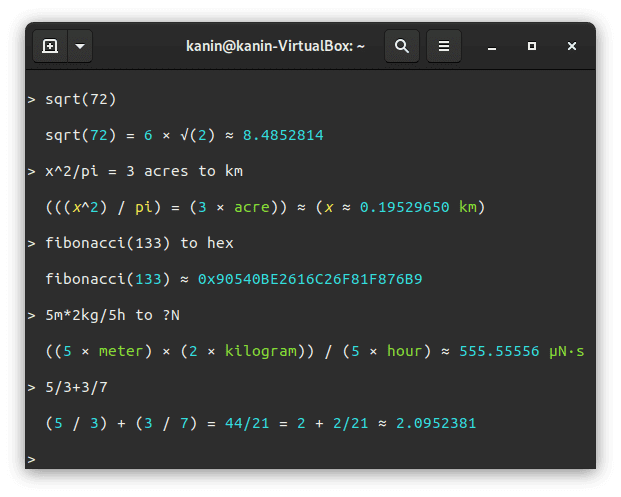 kanin@kanin-VirtualBox: ~
> sqrt(72)
sqrt(72) = 6 × √(2) ≈ 8.4852814
> x^2/pi = 3 acres to km
(((x^2) / pi) = (3 × acre)) ≈ (x ≈ 0.19529650 km)
> fibonacci(133) to hex
fibonacci(133) ≈ 0x90540BE2616C26F81F876B9
> 5m*2kg/5h to ?N
((5 × meter) × (2 × kilogram)) / (5 × hour) ≈ 555.55556 µN·s
> 5/3+3/7
(5 / 3) + (3 / 7) = 44/21 = 2 + 2/21 ≈ 2.0952381
>